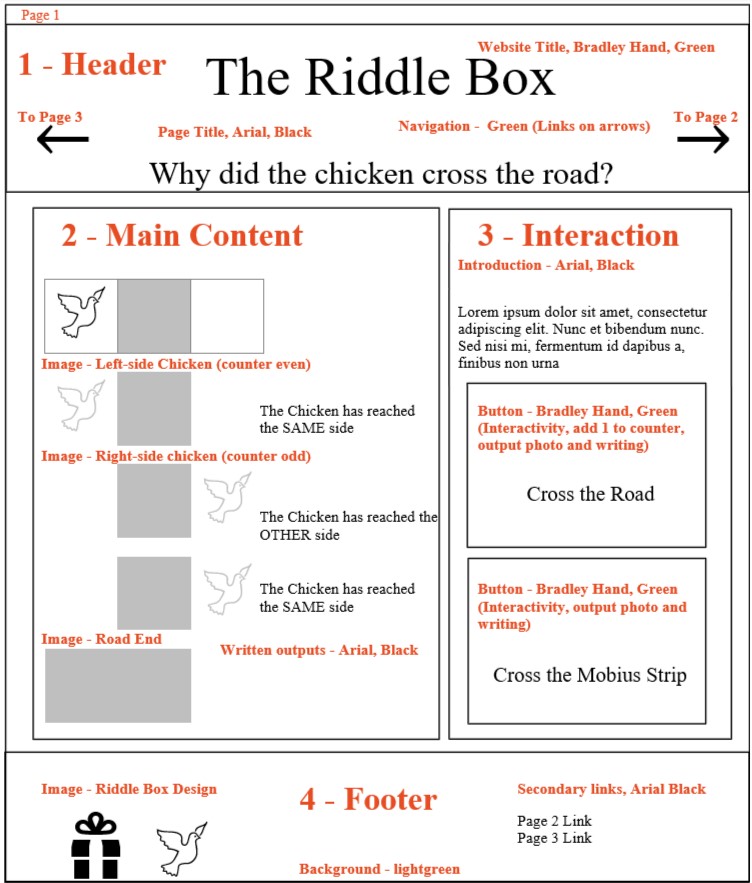 Page 1
Website Title, Bradley Hand, Green
1 - Header
The Riddle Box
To Page 3
To Page 2
Page Title, Arial, Black
Navigation - Green (Links on arrows)
Why did the chicken cross the road?
2 - Main Content
Image - Left-side Chicken (counter even)
The Chicken has reached
the SAME side
Image - Right-side chicken (counter odd)
The Chicken has reached the
OTHER side
The Chicken has reached
the SAME side
Image - Road End
Written outputs - Arial, Black
3 - Interaction
Introduction - Arial, Black
Lorem ipsum dolor sit amet, consectetur
adipiscing elit. Nunc et bibendum nunc.
Sed nisi mi, fermentum id dapibus a,
finibus non urna
Button - Bradley Hand, Green
(Interactivity, add 1 to counter,
output photo and writing)
Cross the Road
Button - Bradley Hand, Green
(Interactivity, output photo and
writing)
Cross the Mobius Strip
Image - Riddle Box Design
4 - Footer
Background - lightgreen
Secondary links, Arial Black
Page 2 Link
Page 3 Link